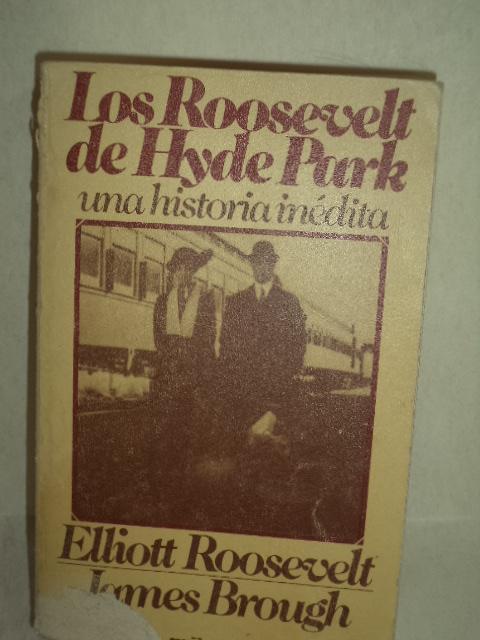 Los Roosevelt
de Hyde Park
una historia inédita
Elliott Roosevelt
James Brough